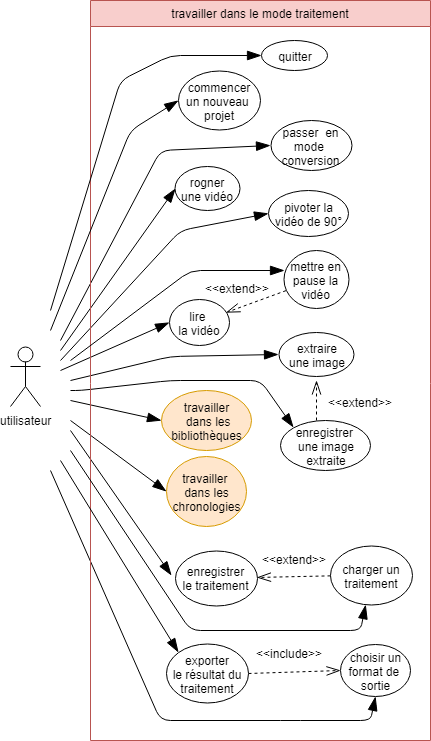 travailler dans le mode traitement
quitter
commencer
un nouveau
projet
passer en
mode
conversion
rogner
une vidéo
pivoter la
vidéo de 90°
mettre en
pause la
vidéo
<<extend>>
lire
la vidéo
extraire
une image
utilisateur
<<extend>>
travailler
dans les
bibliothèques
enregistrer
une image
extraite
travailler
dans les
chronologies
<<extend>>
enregistrer
le traitement
charger un
traitement
<<include>>
exporter
le résultat du
traitement
choisir un
format de
sortie